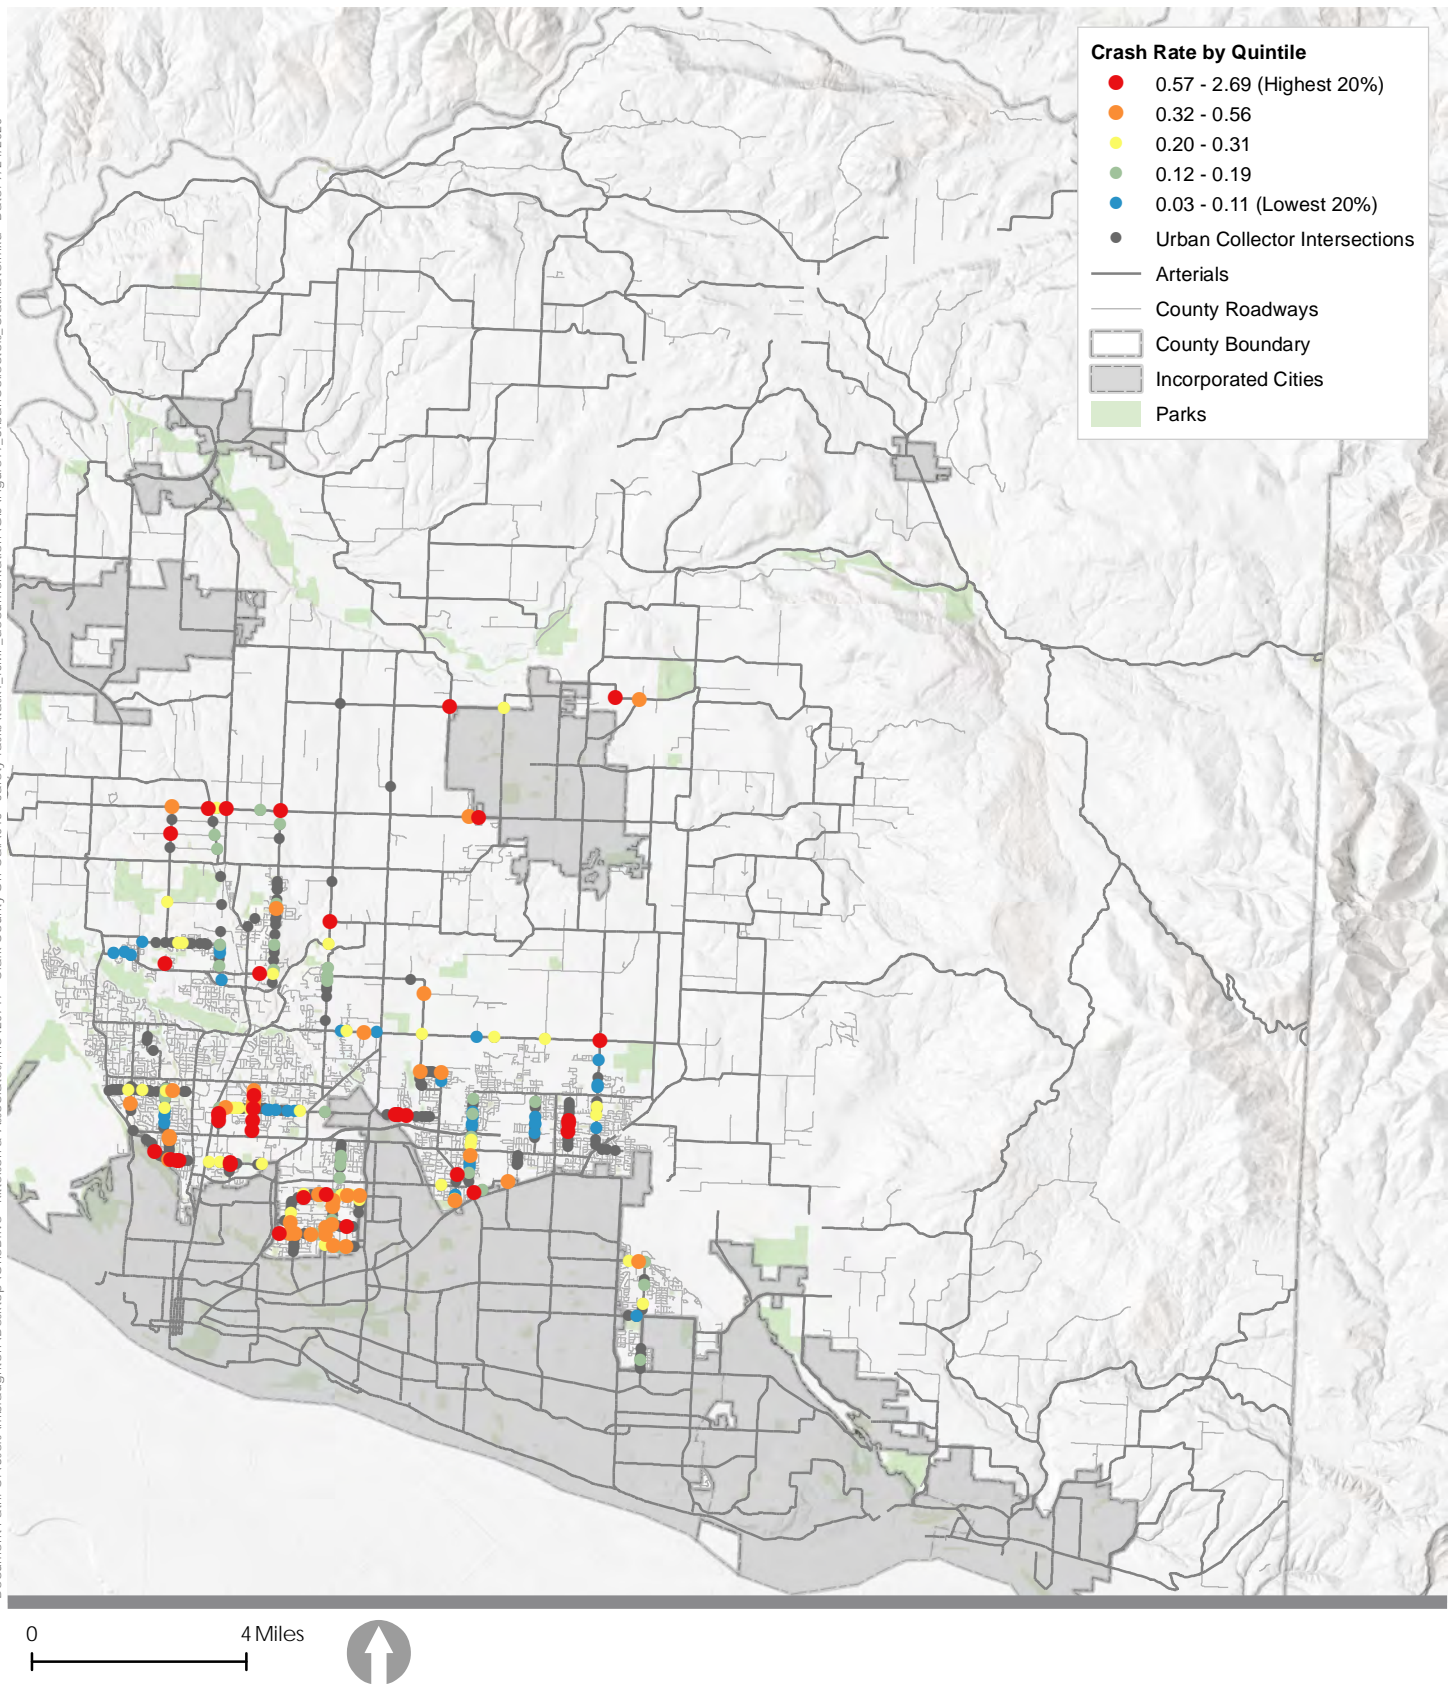 Crash Rate by Quintile
0.57 - 2.69 (Highest 20%)
0.32 - 0.56
0.20 - 0.31
0.12 - 0.19
0.03 - 0.11 (Lowest 20%)
Urban Collector Intersections
Arterials
County Roadways
County Boundary
Incorporated Cities
Parks
0
4 Miles